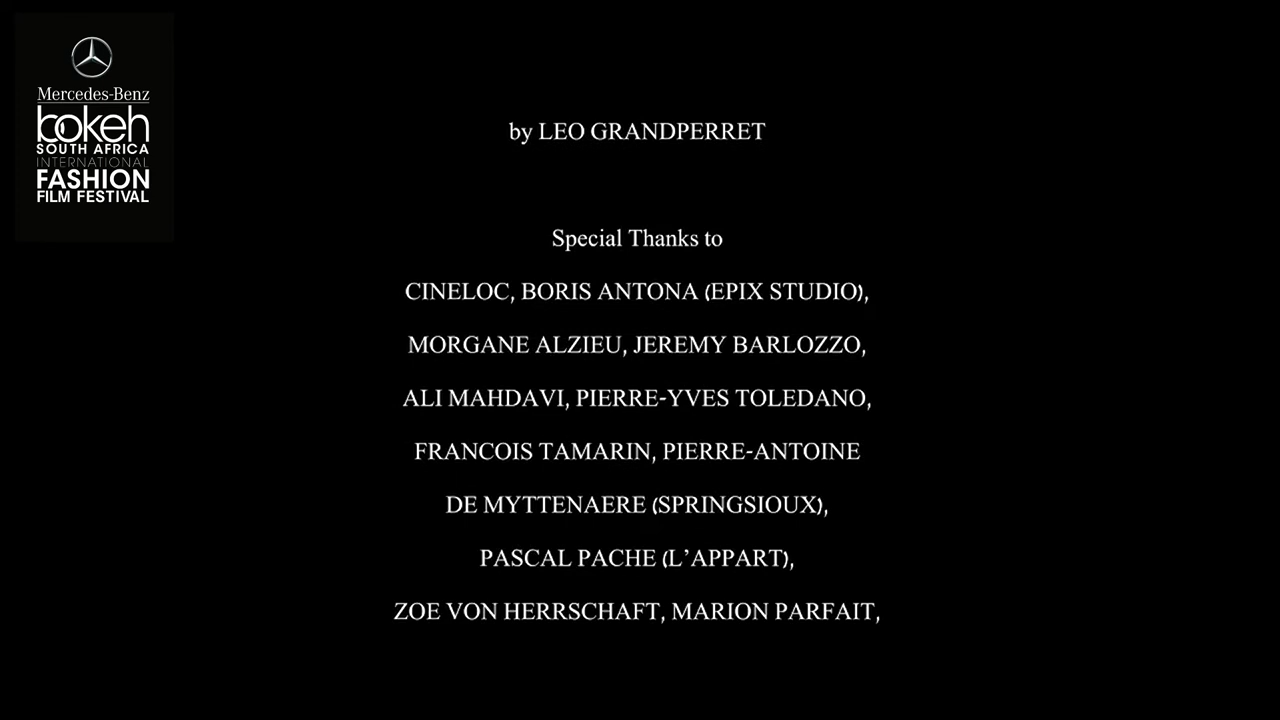 Mercedes-Benz
bokeh
SOUTH AFRICA
INTERNATIONAL
FASHION
FILM FESTIVAL
by LEO GRANDPERRET
Special Thanks to
CINELOC, BORIS ANTONA (EPIX STUDIO),
MORGANE ALZIEU, JEREMY BARLOZZO,
ALI MAHDAVI, PIERRE-YVES TOLEDANO,
FRANCOIS TAMARIN, PIERRE-ANTOINE
DE MYTTENAERE (SPRINGSIOUX),
PASCAL PACHE (L’APPART),
ZOE VON HERRSCHAFT, MARION PARFAIT,